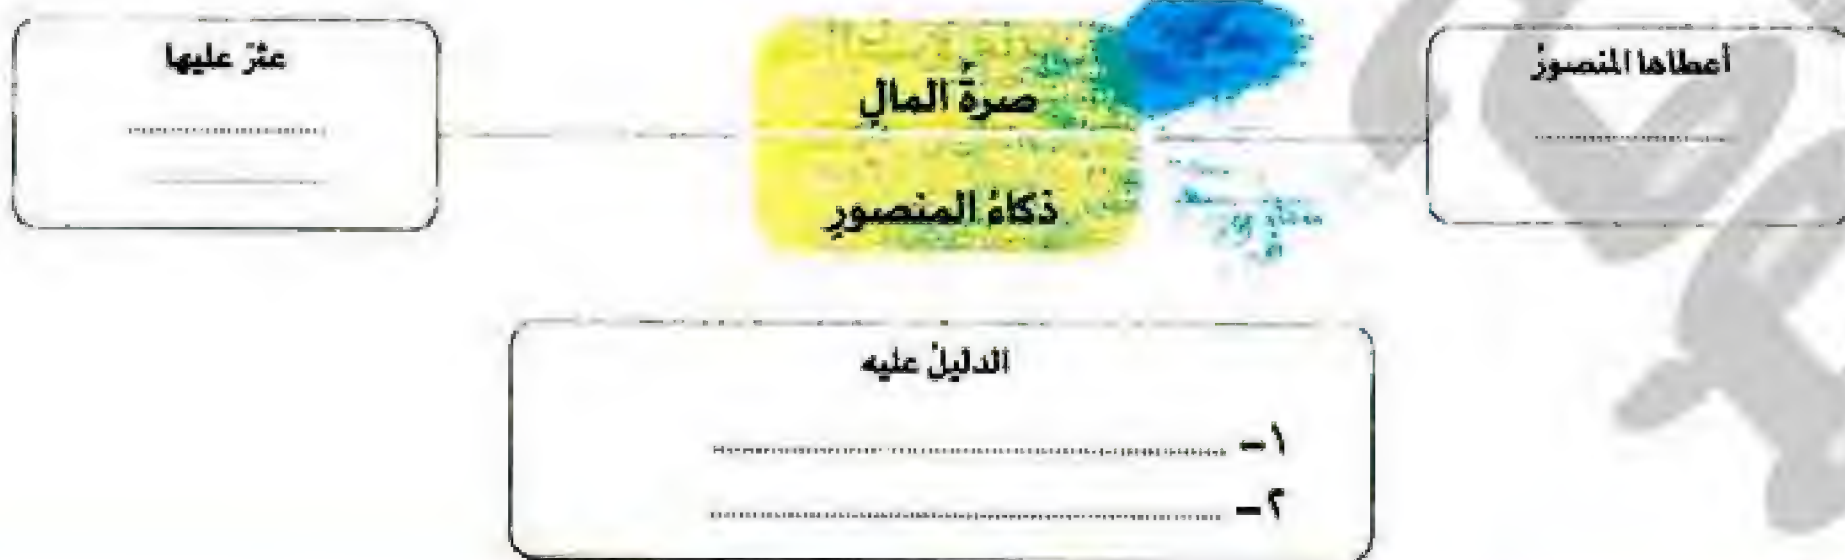 أعطاها المنصورُ
صرةُ المالِ
ذكاءُ المنصورِ
عثرَ عليها
الدليلُ عليه
١-
٢-